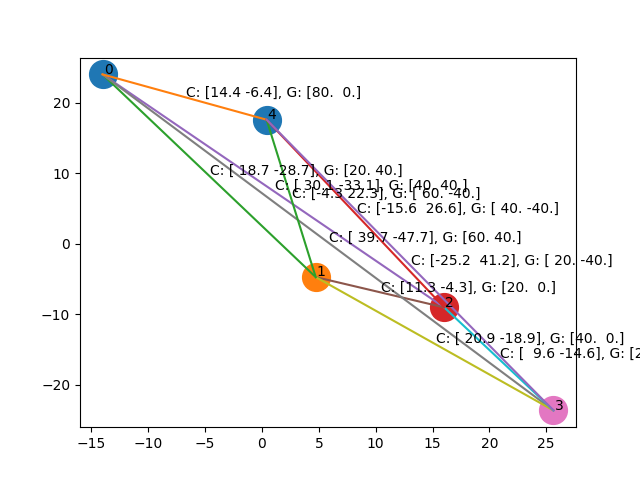 0
4
C: [14.4 -6.4], G: [80.  0.]
C: [ 18.7 -28.7], G: [20. 40.]
C: [ 30.1 -33.1], G: [40. 40.]
C: [-4.3 22.3], G: [ 60. -40.]
C: [-15.6  26.6], G: [ 40. -40.]
C: [ 39.7 -47.7], G: [60. 40.]
C: [-25.2  41.2], G: [ 20. -40.]
1
C: [11.3 -4.3], G: [20.  0.]
2
C: [ 20.9 -18.9], G: [40.  0.]
C: [  9.6 -14.6], G: [2
3
20
10
0
−10
−20
−15
−10
−5
0
5
10
15
20
25